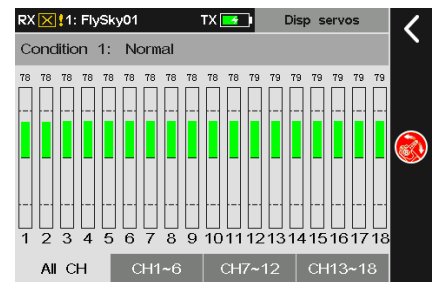 RX ! 1: FlySky01 TX Disp servos
Condition 1: Normal
78 78 78 78 78 78 78 78 78 79 79 79 79 79 79 79 79 79
1 2 3 4 5 6 7 8 9 10 11 12 13 14 15 16 17 18
All CH CH1~6 CH7~12 CH13~18